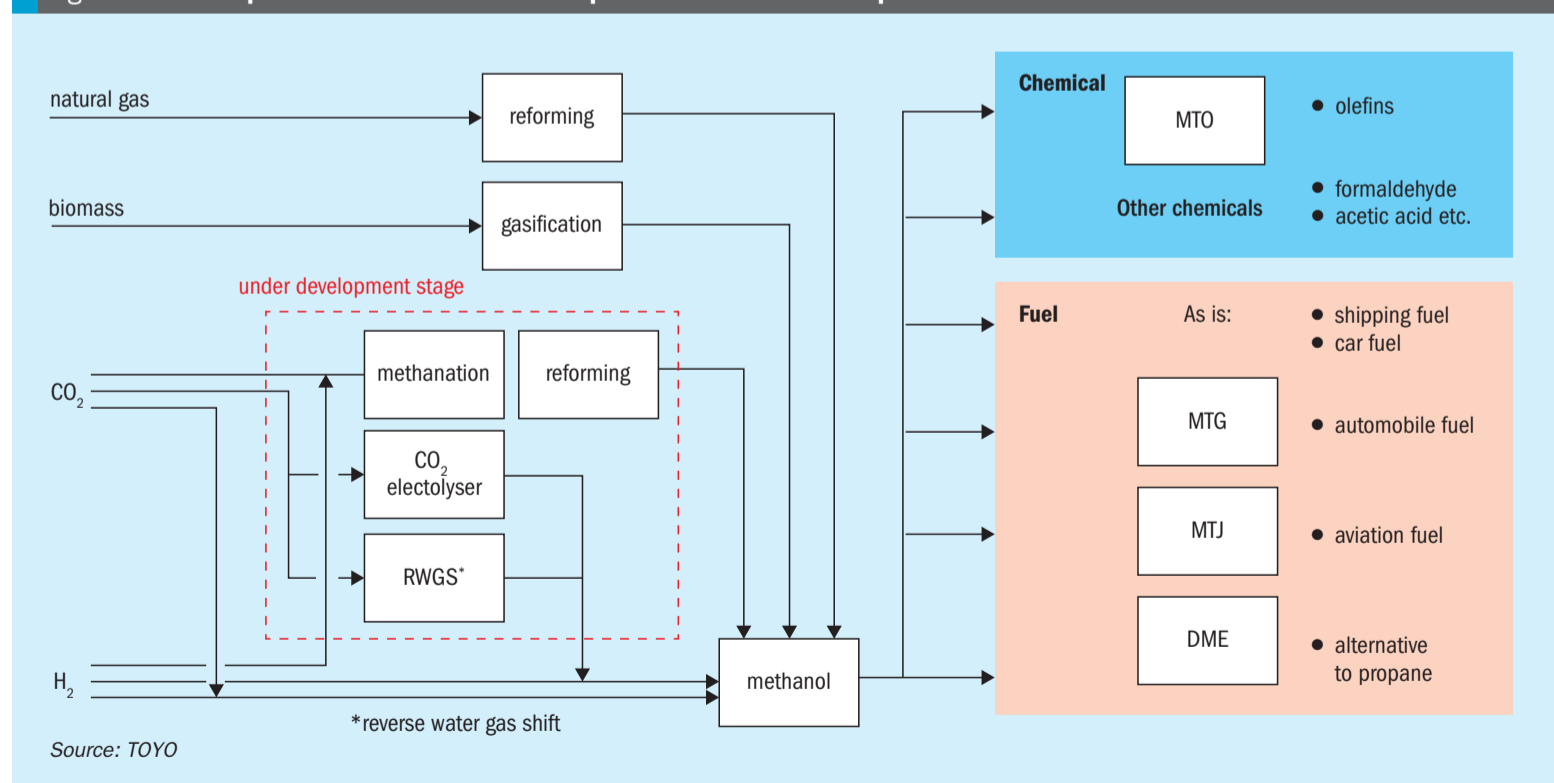 natural gas
reforming
biomass
gasification
under development stage
methanation
reforming
CO2
CO2
electolyser
RWGS*
H2
methanol
*reverse water gas shift
Source: TOYO
Chemical
MTO
• olefins
Other chemicals
• formaldehyde
• acetic acid etc.
Fuel
As is:
• shipping fuel
• car fuel
MTG
• automobile fuel
MTJ
• aviation fuel
DME
• alternative
to propane